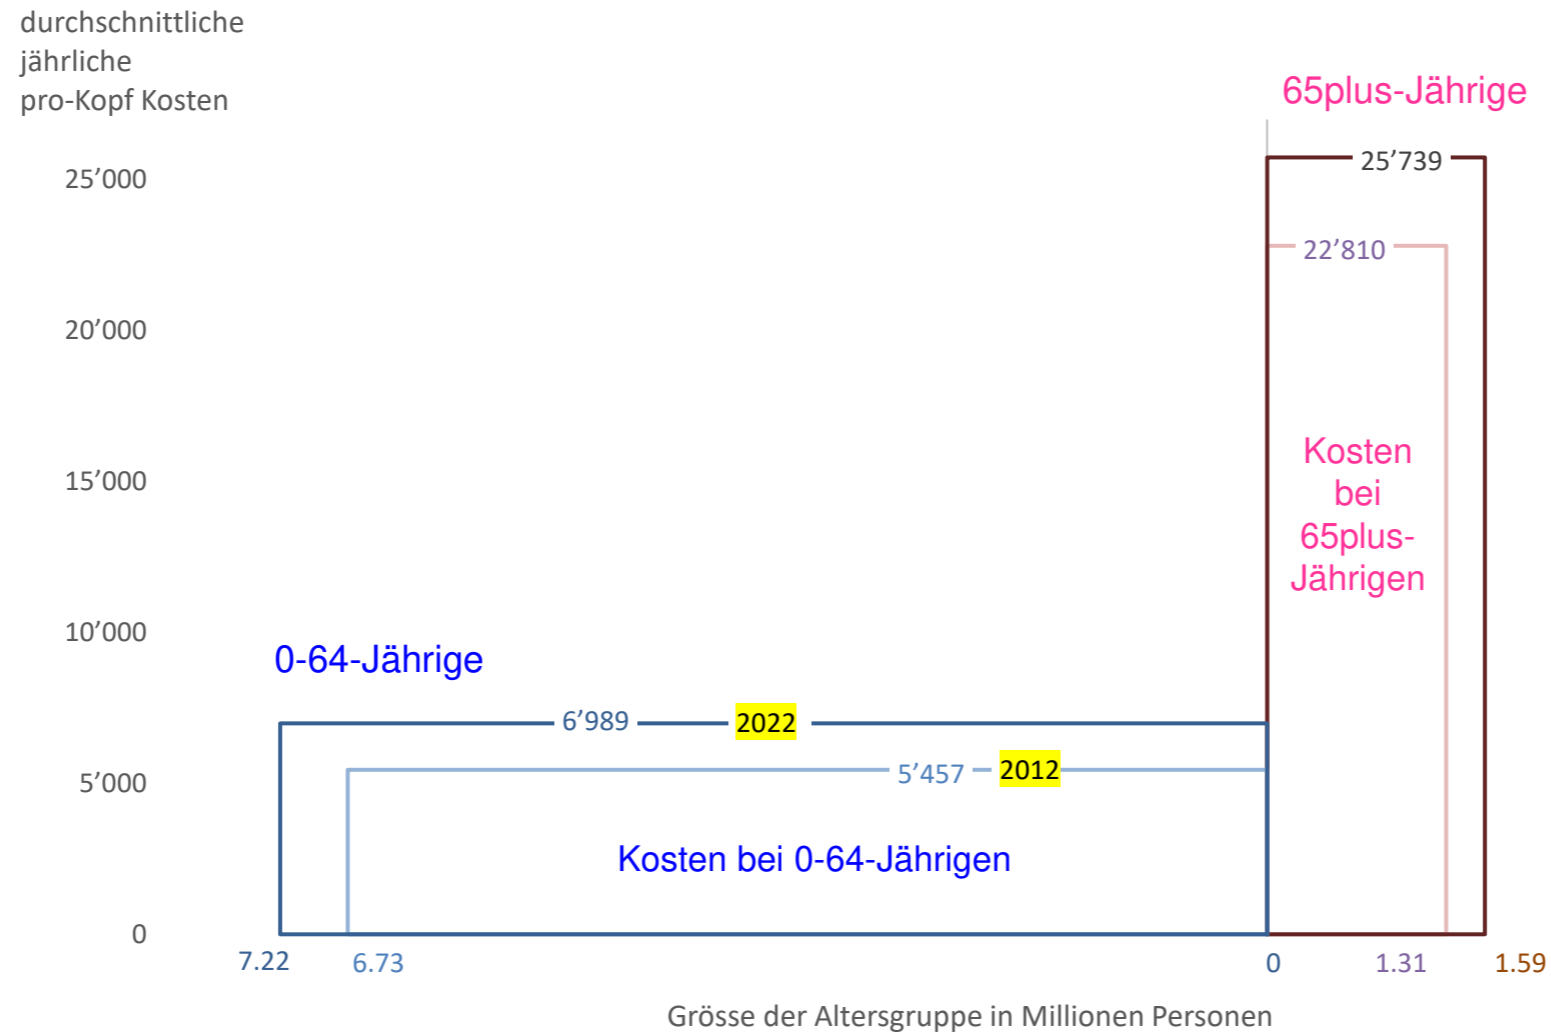 durchschnittliche
jährliche
pro-Kopf Kosten
65plus-Jährige
25’739
25’000
22’810
20’000
Kosten
bei
65plus-
Jährigen
15’000
10’000
0-64-Jährige
6’989
2022
5’457
2012
5’000
Kosten bei 0-64-Jährigen
0
7.22 6.73 0 1.31 1.59
Grösse der Altersgruppe in Millionen Personen